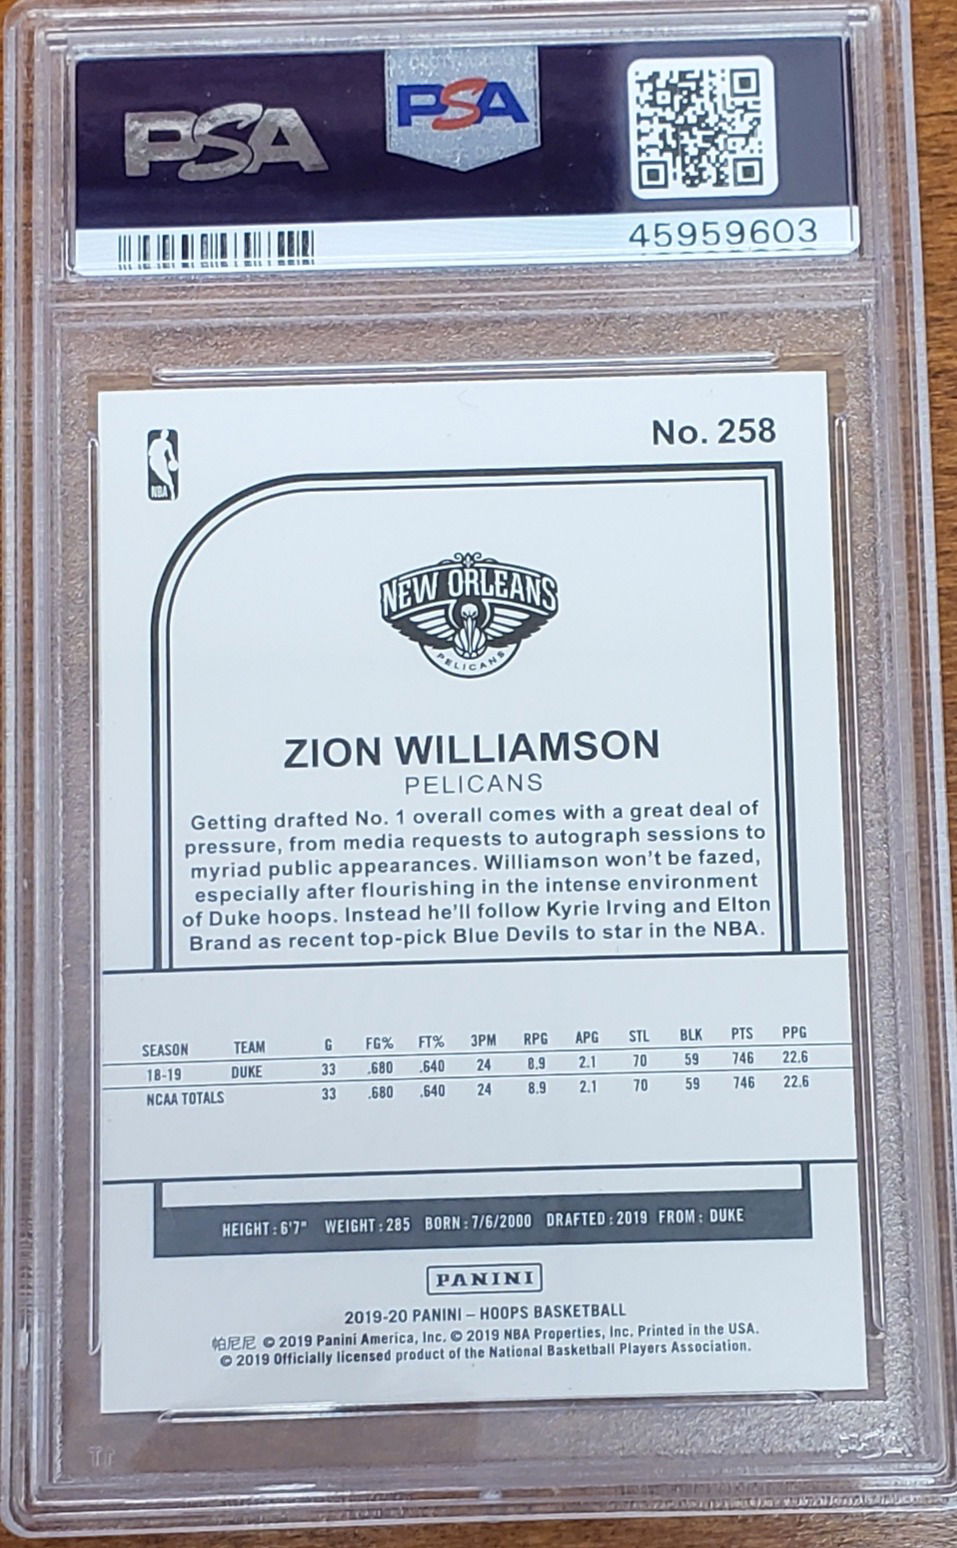 PSA
PSA
45959603
No. 258
NBA
NEW ORLEANS
PELICANS
ZION WILLIAMSON
PELICANS
Getting drafted No. 1 overall comes with a great deal of
pressure, from media requests to autograph sessions to
myriad public appearances. Williamson won't be fazed,
especially after flourishing in the intense environment
of Duke hoops. Instead he'll follow Kyrie Irving and Elton
Brand as recent top-pick Blue Devils to star in the NBA.
SEASON TEAM G FG% FT% 3PM RPG APG STL BLK PTS PPG
18-19 DUKE 33 .680 .640 24 8.9 2.1 70 59 746 22.6
NCAA TOTALS 33 .680 .640 24 8.9 2.1 70 59 746 22.6
HEIGHT: 6'7" WEIGHT: 285 BORN: 7/6/2000 DRAFTED: 2019 FROM: DUKE
PANINI
2019-20 PANINI – HOOPS BASKETBALL
帕尼尼 © 2019 Panini America, Inc. © 2019 NBA Properties, Inc. Printed in the USA.
© 2019 Officially licensed product of the National Basketball Players Association.
PSA